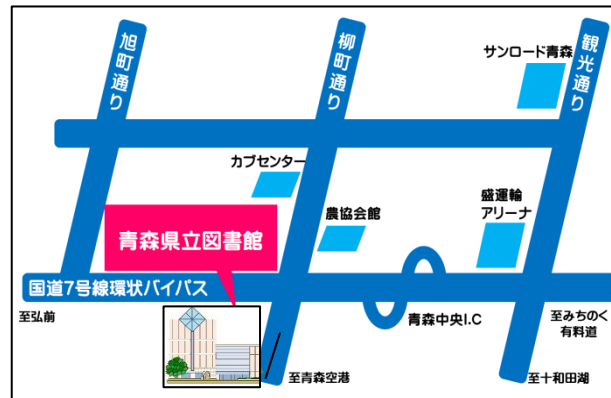 旭町通り
柳町通り
観光通り
サンロード青森
カブセンター
農協会館
盛運輸
アリーナ
青森県立図書館
国道7号線環状バイパス
至弘前
青森中央I.C
至みちのく
有料道
至青森空港
至十和田湖